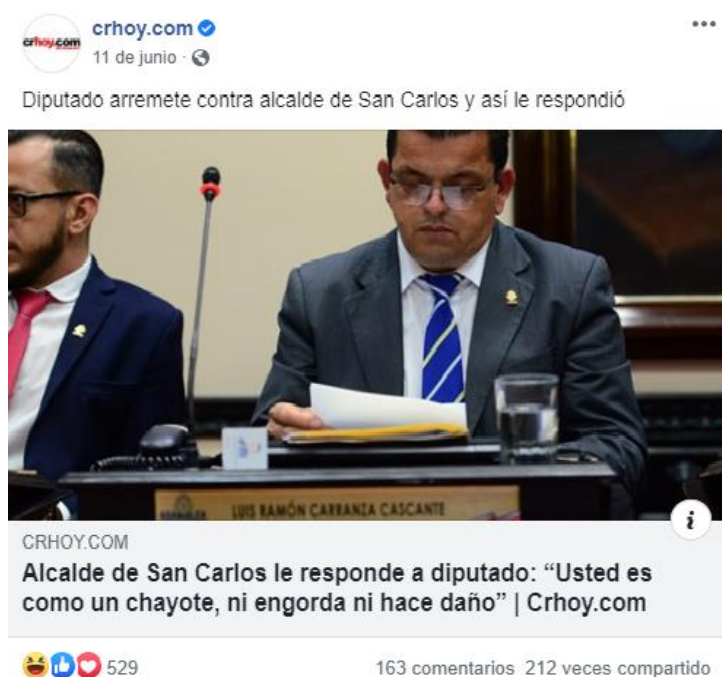 crhoy.com
crhoy.com
11 de junio ·
Diputado arremete contra alcalde de San Carlos y así le respondió
LUIS RAMÓN CARRANZA CASCANTE
CRHOY.COM
Alcalde de San Carlos le responde a diputado: “Usted es
como un chayote, ni engorda ni hace daño” | Crhoy.com
529
163 comentarios 212 veces compartido